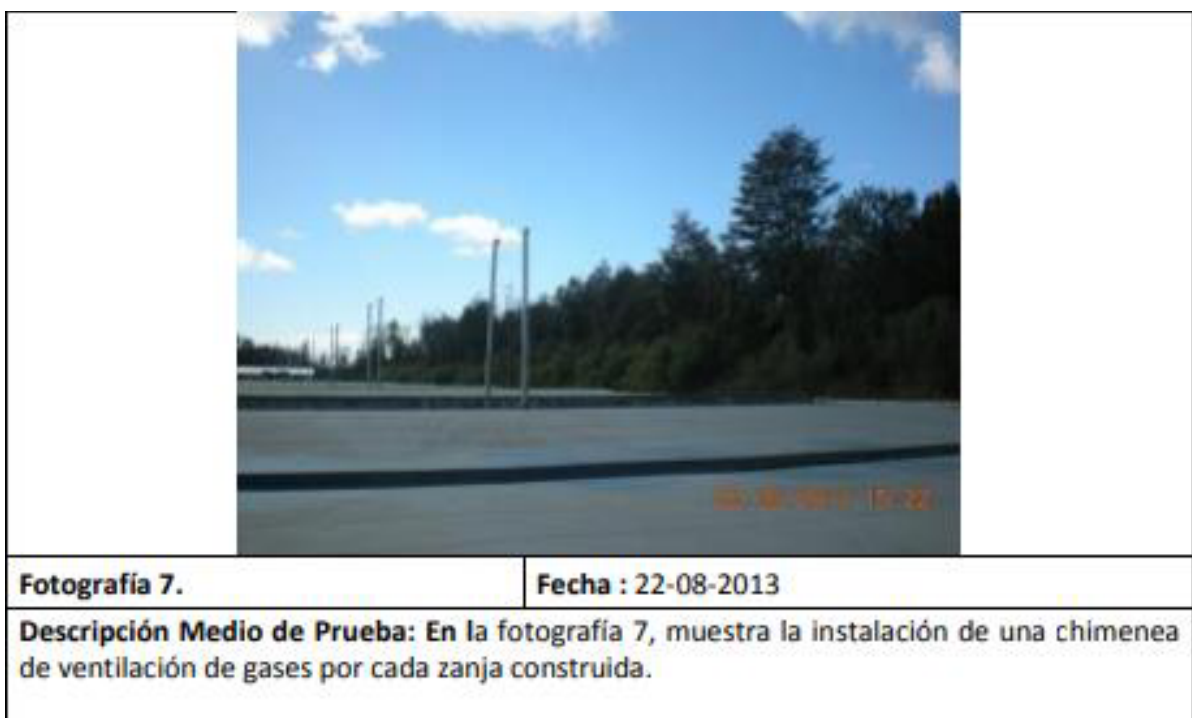 Fotografía 7.
Fecha : 22-08-2013
Descripción Medio de Prueba: En la fotografía 7, muestra la instalación de una chimenea
de ventilación de gases por cada zanja construida.